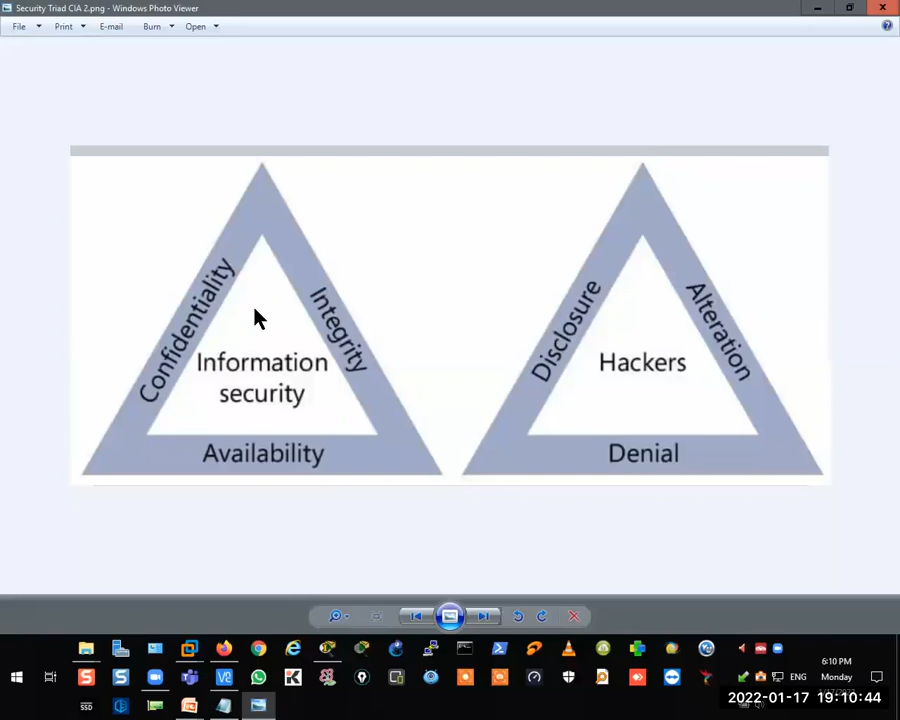 Security Triad CIA 2.png - Windows Photo Viewer
File Print E-mail Burn Open
Confidentiality
Integrity
Information
security
Availability
Disclosure
Alteration
Hackers
Denial
6:10 PM
ENG Monday
SSD
2022-01-17 19:10:44